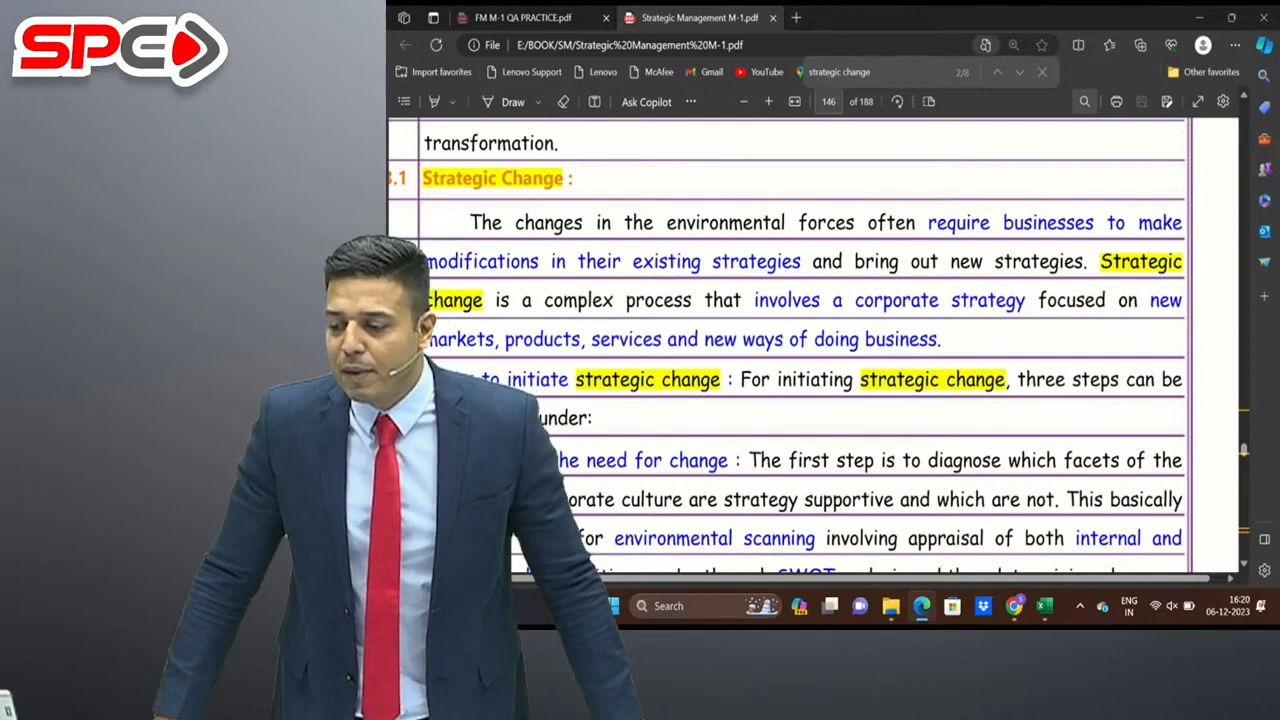 SPC
FM M-1 QA PRACTICE.pdf
Strategic Management M-1.pdf
File
E:/BOOK/SM/Strategic%20Management%20M-1.pdf
Import favorites
Lenovo Support
Lenovo
McAfee
Gmail
YouTube
strategic change
2/8
Other favorites
Draw
Ask Copilot
146
of 188
transformation.
.1 Strategic Change :
The changes in the environmental forces often require businesses to make
modifications in their existing strategies and bring out new strategies. Strategic
change is a complex process that involves a corporate strategy focused on new
markets, products, services and new ways of doing business.
to initiate strategic change : For initiating strategic change, three steps can be
under:
the need for change : The first step is to diagnose which facets of the
corporate culture are strategy supportive and which are not. This basically
for environmental scanning involving appraisal of both internal and
SWOT
Search
ENG
IN
16:20
06-12-2023